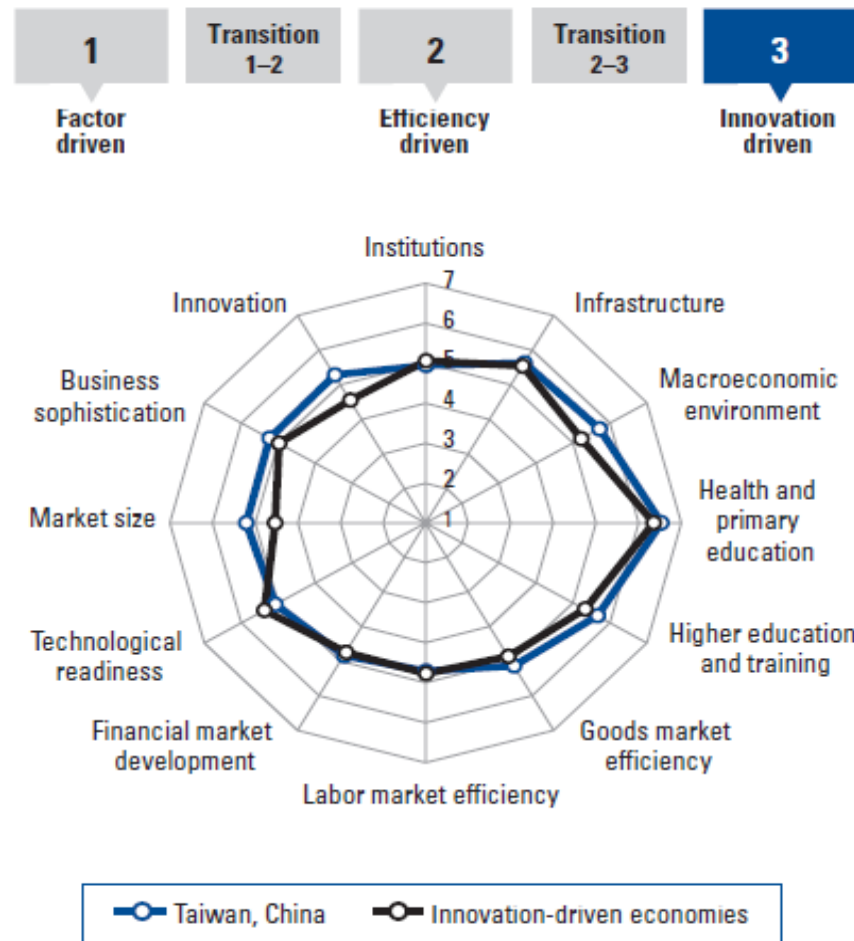 1
Transition
1–2
2
Transition
2–3
3
Factor
driven
Efficiency
driven
Innovation
driven
Institutions
7
Innovation
Infrastructure
6
5
Business
sophistication
Macroeconomic
environment
4
3
Market size
2
Health and
primary
education
1
Technological
readiness
Higher education
and training
Financial market
development
Goods market
efficiency
Labor market efficiency
Taiwan, China
Innovation-driven economies